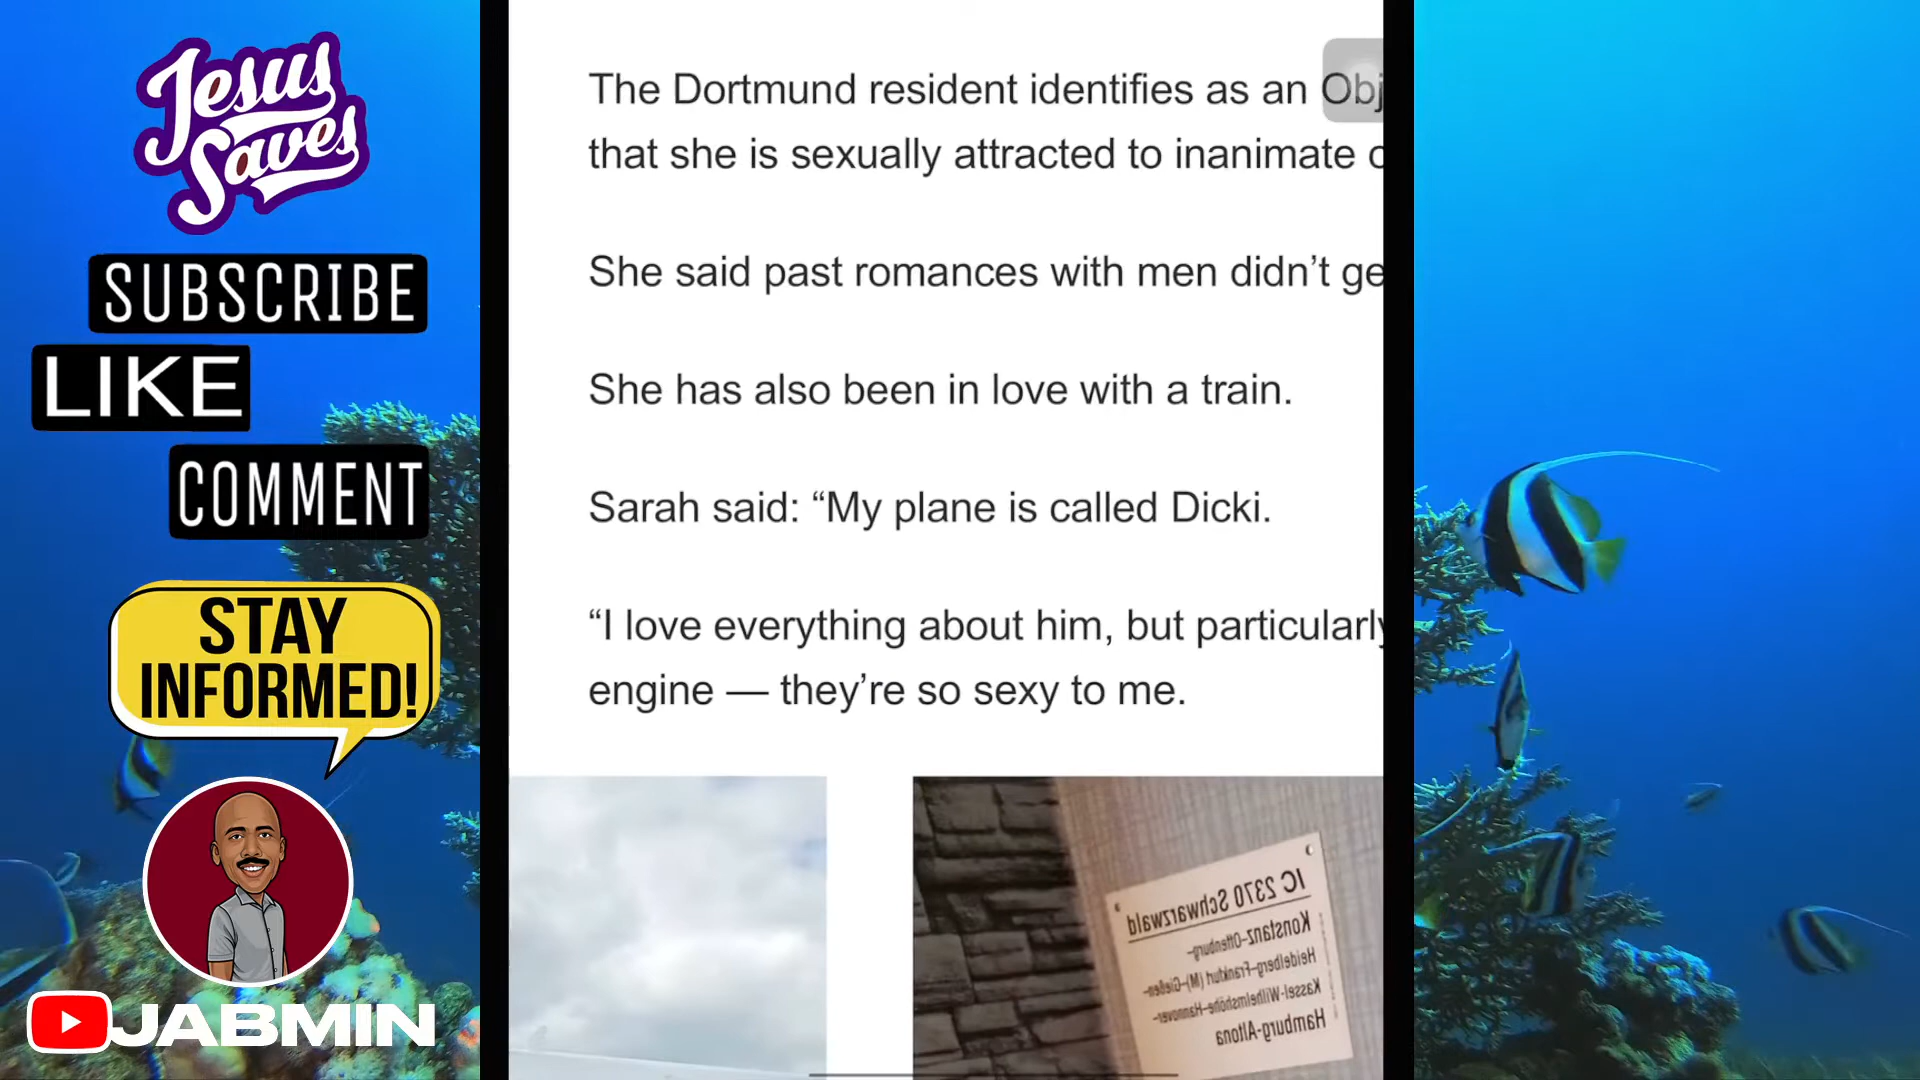 Jesus
Saves
SUBSCRIBE
LIKE
COMMENT
STAY
INFORMED!
JABMIN
The Dortmund resident identifies as an Obj
that she is sexually attracted to inanimate
She said past romances with men didn’t ge
She has also been in love with a train.
Sarah said: “My plane is called Dicki.
“I love everything about him, but particularly
engine — they’re so sexy to me.
IC 2370 Schwarzwald
Konstanz-Offenburg-
Heidelberg-Frankfurt (M)-Gießen-
Kassel-Wilhelmshöhe-Hannover-
Hamburg-Altona